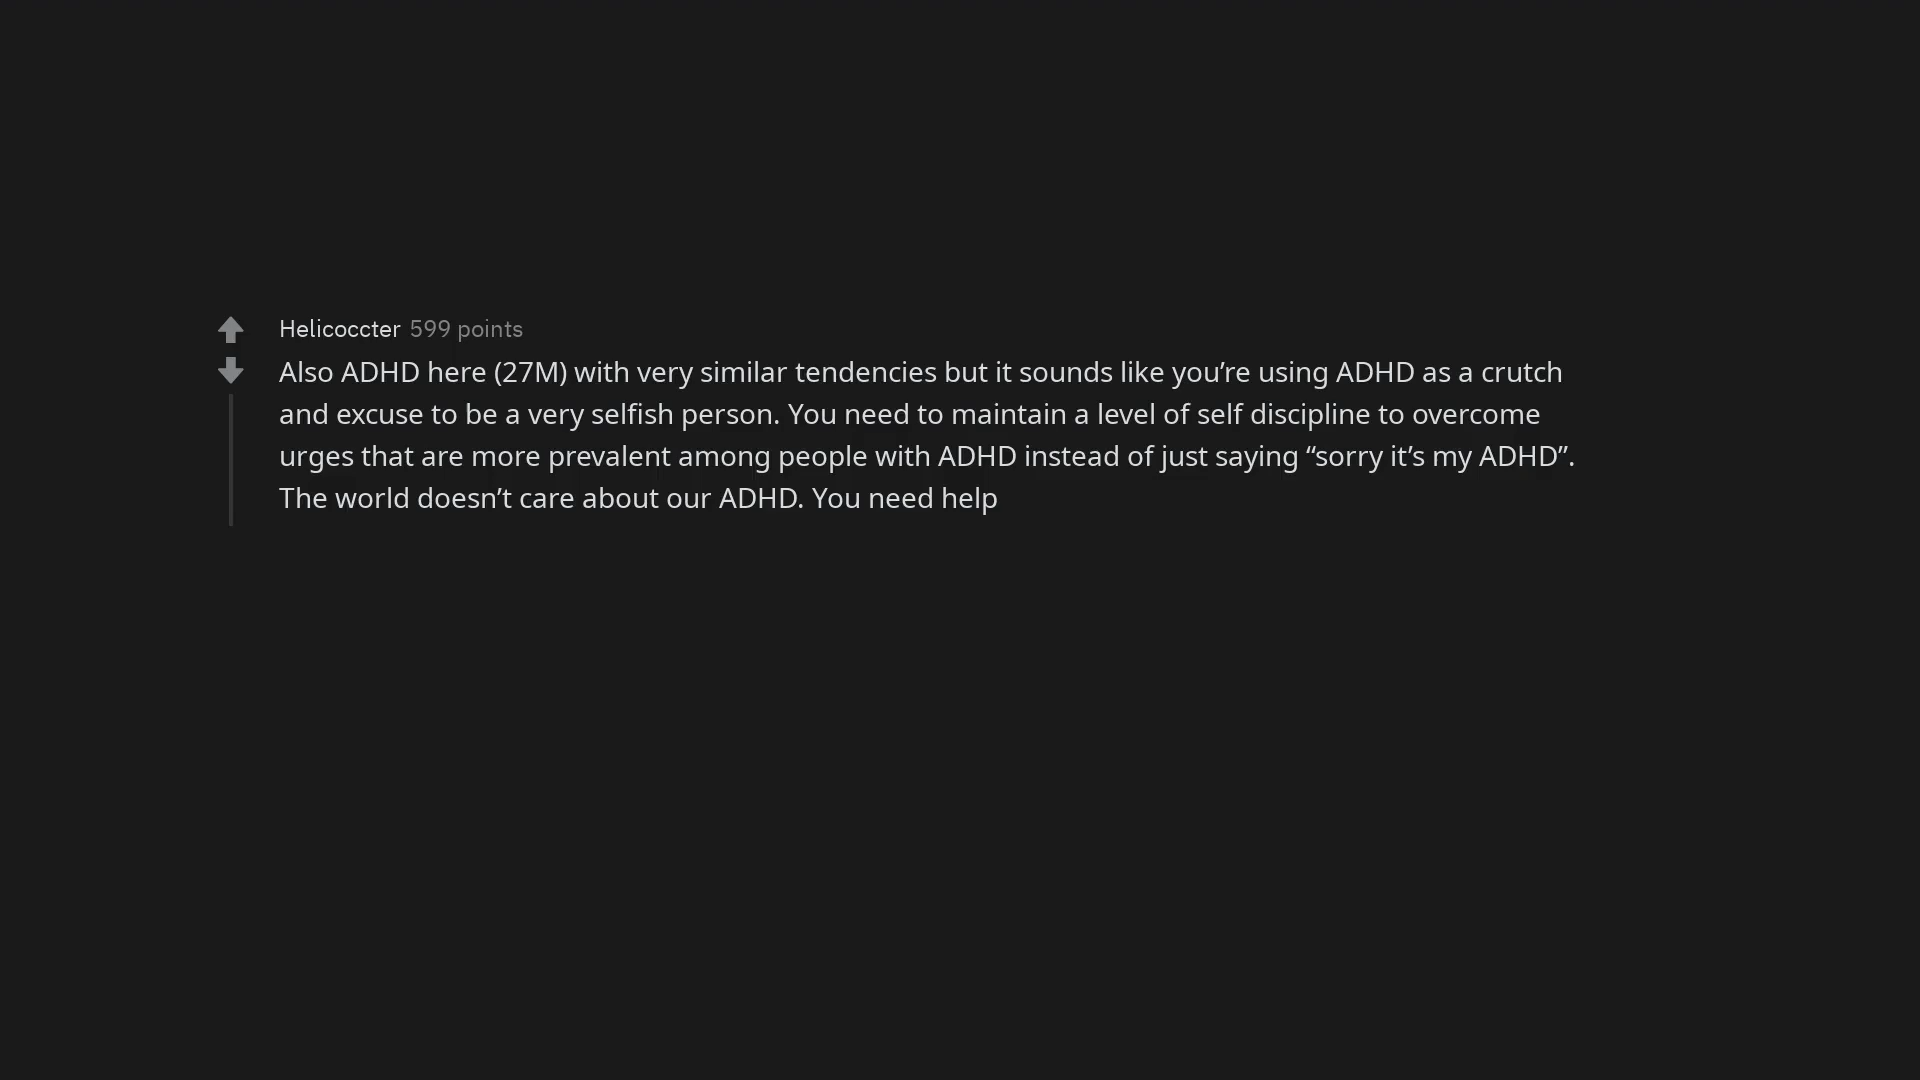 Helicoccter 599 points
Also ADHD here (27M) with very similar tendencies but it sounds like you’re using ADHD as a crutch
and excuse to be a very selfish person. You need to maintain a level of self discipline to overcome
urges that are more prevalent among people with ADHD instead of just saying “sorry it’s my ADHD”.
The world doesn’t care about our ADHD. You need help